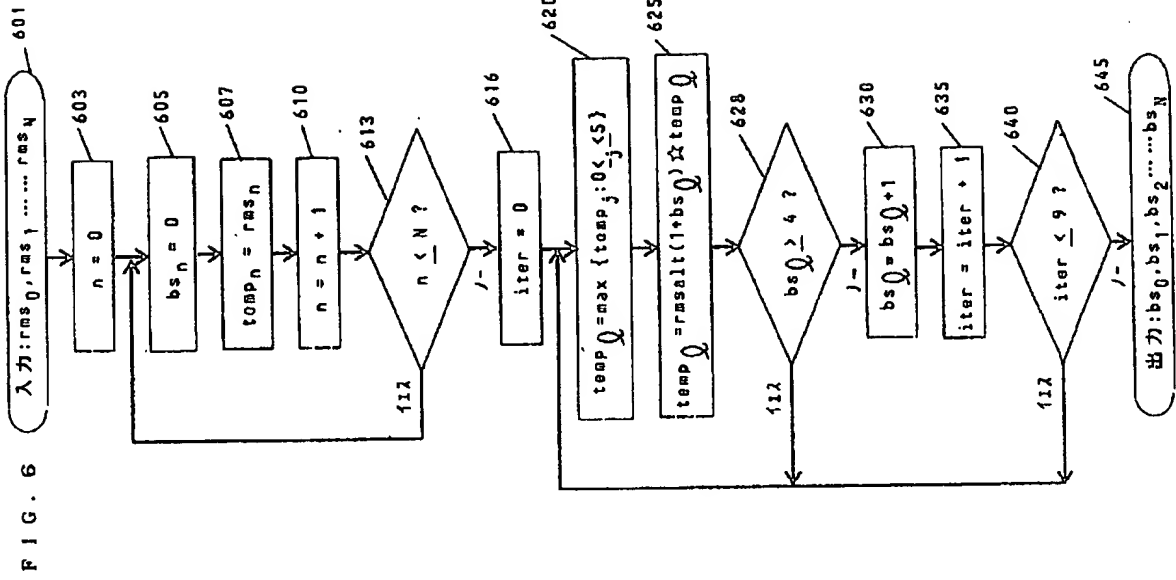 FIG. 6
入力:rms0,rms1 …… rmsN
601
n = 0
603
bsn = 0
605
tempn = rmsn
607
n = n + 1
610
n ≤ N ?
613
ノー
イエス
iter = 0
616
tempℓ=max {tempj:0≤j≤5}
620
tempℓ=rmsalt(1+bsℓ)☆tempℓ
625
bsℓ ≥ 4 ?
628
ノー
イエス
bsℓ=bsℓ+1
630
iter = iter + 1
635
iter ≤ 9 ?
640
ノー
イエス
出力:bs0,bs1,bs2 …… bsN
645